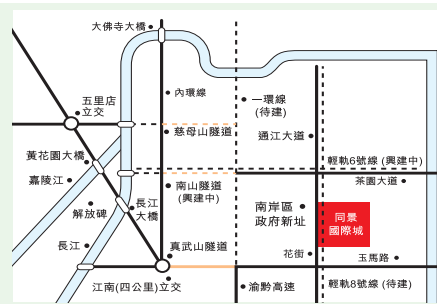 大佛寺大橋
內環線
五里店
立交
一環線
(待建)
慈母山隧道
通江大道
黃花園大橋
輕軌6號線 (興建中)
嘉陵江
南山隧道
(興建中)
茶園大道
解放碑
長江
大橋
南岸區
政府新址
同景
國際城
長江
真武山隧道
花街
玉馬路
江南(四公里)立交
渝黔高速
輕軌8號線 (待建)